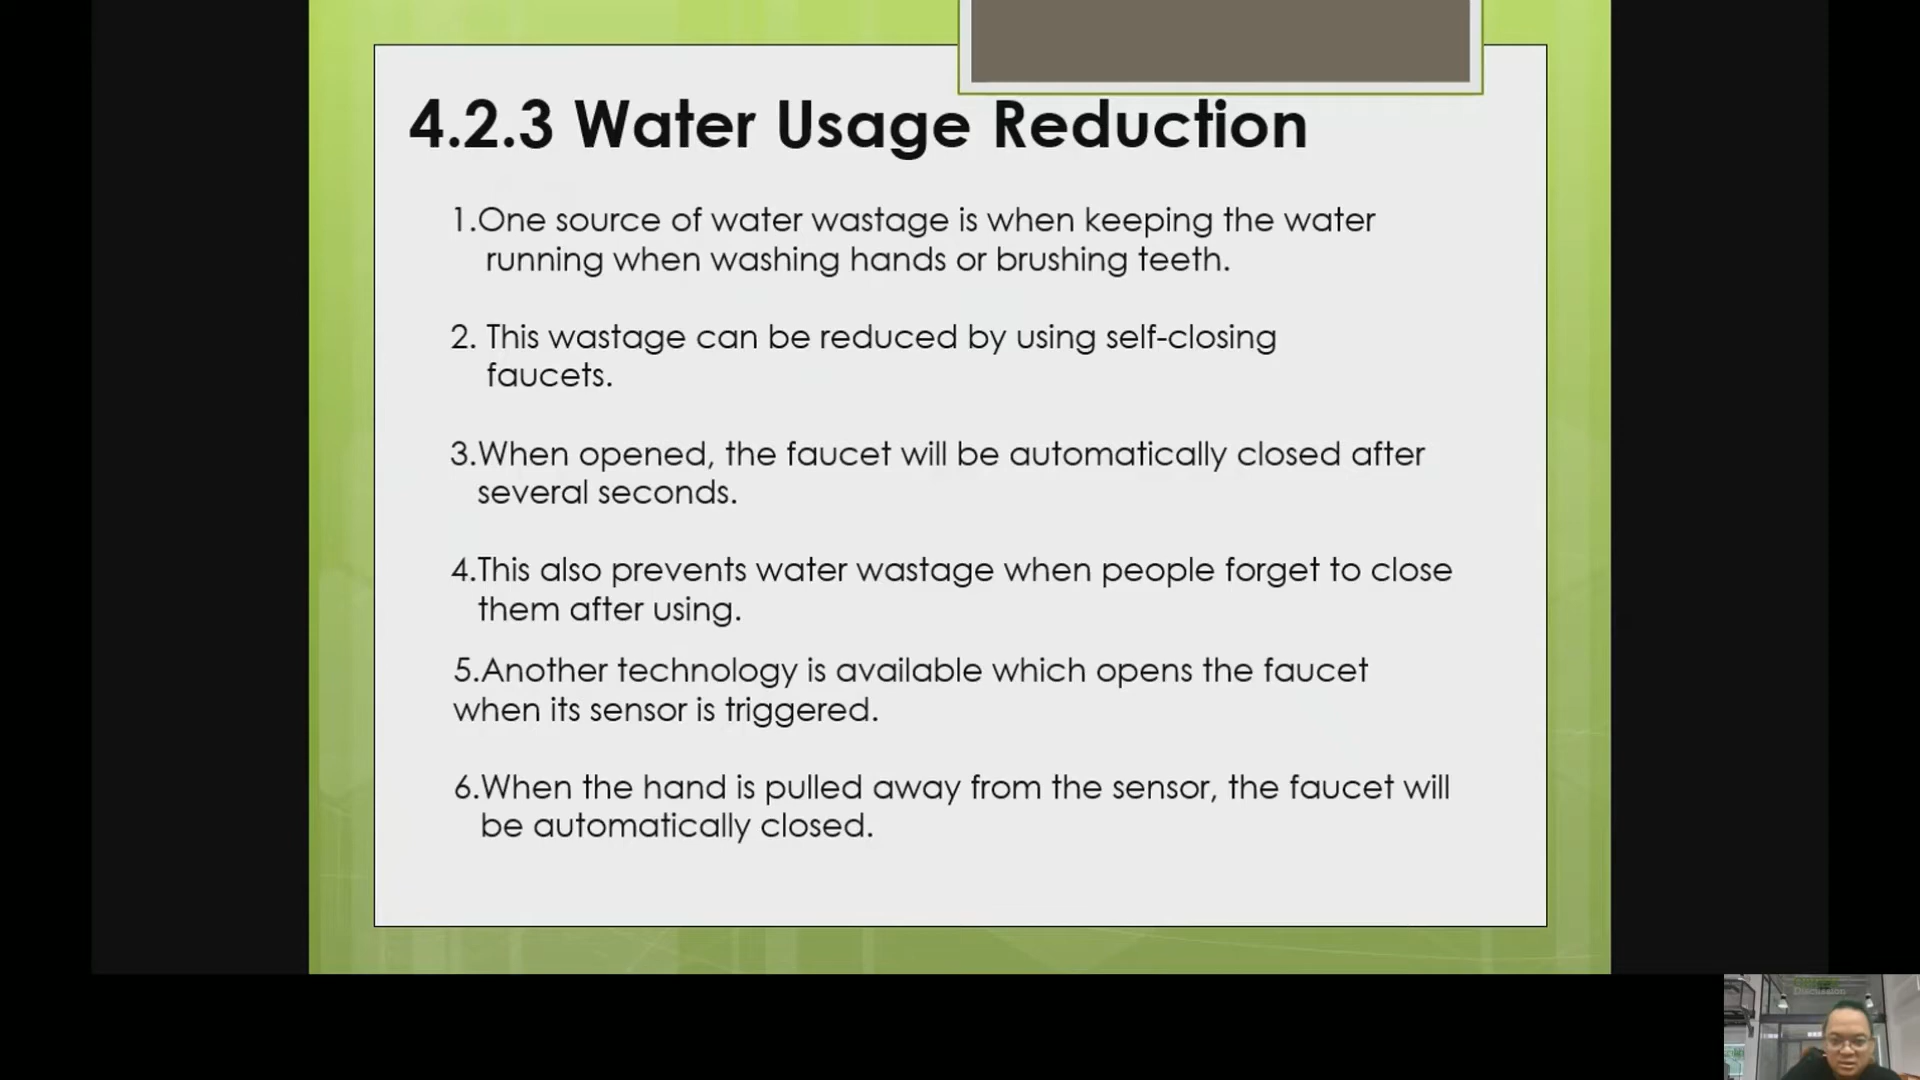 4.2.3 Water Usage Reduction
1.One source of water wastage is when keeping the water
running when washing hands or brushing teeth.
2. This wastage can be reduced by using self-closing
faucets.
3.When opened, the faucet will be automatically closed after
several seconds.
4.This also prevents water wastage when people forget to close
them after using.
5.Another technology is available which opens the faucet
when its sensor is triggered.
6.When the hand is pulled away from the sensor, the faucet will
be automatically closed.
Discussion